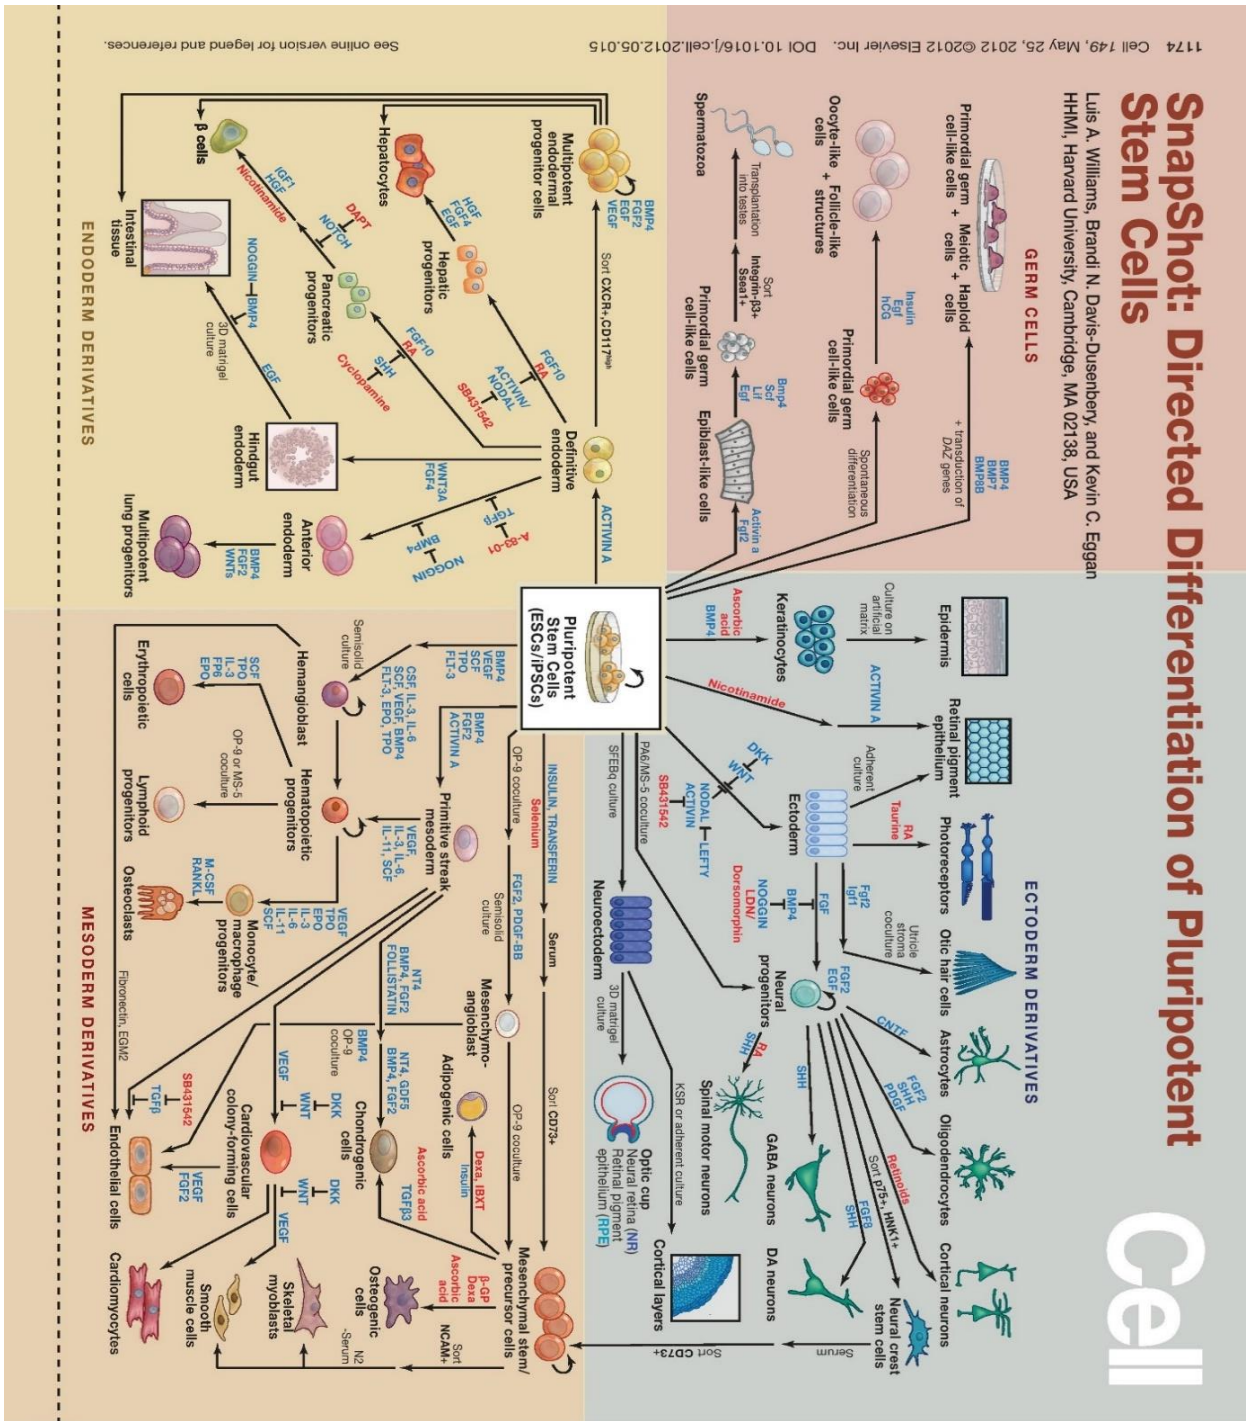 SnapShot: Directed Differentiation of Pluripotent
Stem Cells
Luis A. Williams, Brandi N. Davis-Dusenbery, and Kevin C. Eggan
HHMI, Harvard University, Cambridge, MA 02138, USA
Cell
GERM CELLS
Primordial germ + Meiotic + Haploid
cell-like cells cells cells
BMP4
BMP7
BMP8B
+ transduction of
DAZ genes
Oocyte-like + Follicle-like
cells structures
Insulin
Egf
hCG
Primordial germ
cell-like cells
Spontaneous
differentiation
Spermatozoa
Transplantation
into testes
Sort
Integrin-β3+
Ssea1+
Primordial germ
cell-like cells
Bmp4
Scf
Lif
Egf
Epiblast-like cells
Activin a
Fgf2
ECTODERM DERIVATIVES
Epidermis
Culture on
artificial
matrix
Keratinocytes
Ascorbic
acid
BMP4
Retinal pigment
epithelium
ACTIVIN A
Nicotinamide
Adherent
culture
Photoreceptors
RA
Taurine
Otic hair cells
Fgf2
Igf1
Utricle
stroma
coculture
Ectoderm
DKK
WNT
NODAL
ACTIVIN
LEFTY
SB431542
FGF
BMP4
NOGGIN
LDN/
Dorsomorphin
FGF2
EGF
Neural
progenitors
PA6/MS-5 coculture
SFEBq culture
Astrocytes
CNTF
Oligodendrocytes
FGF2
SHH
PDGF
Cortical neurons
Retinoids
Neural crest
stem cells
Sort p75+, HNK1+
DA neurons
FGF8
SHH
GABA neurons
SHH
Spinal motor neurons
RA
SHH
Neuroectoderm
3D matrigel
culture
Optic cup
Neural retina (NR)
Retinal pigment
epithelium (RPE)
KSR or adherent culture
Cortical layers
Serum
Sort CD73+
Pluripotent
Stem Cells
(ESCs/iPSCs)
ENDODERM DERIVATIVES
Multipotent
endodermal
progenitor cells
BMP4
FGF2
EGF
VEGF
Sort CXCR+,CD117high
Definitive
endoderm
ACTIVIN A
Hepatocytes
HGF
FGF4
EGF
Hepatic
progenitors
FGF10
RA
ACTIVIN/
NODAL
SB431542
β cells
IGF1
HGF
Nicotinamide
DAPT
NOTCH
Pancreatic
progenitors
FGF10
RA
SHH
Cyclopamine
Intestinal
tissue
NOGGIN
BMP4
3D matrigel
culture
EGF
Hindgut
endoderm
WNT3A
FGF4
TGFβ
A-83-01
BMP4
NOGGIN
Anterior
endoderm
BMP4
FGF2
WNTs
Multipotent
lung progenitors
MESODERM DERIVATIVES
BMP4
VEGF
SCF
TPO
FLT-3
Semisolid
culture
Hemangioblast
CSF, IL-3, IL-6
SCF, VEGF, BMP4
FLT-3, EPO, TPO
Hematopoietic
progenitors
SCF
TPO
IL-3
FP6
EPO
Erythropoietic
cells
OP-9 or MS-5
coculture
Lymphoid
progenitors
VEGF
TPO
EPO
IL-3
IL-6
IL-11
SCF
Monocyte/
macrophage
progenitors
M-CSF
RANKL
Osteoclasts
BMP4
FGF2
ACTIVIN A
Primitive streak
mesoderm
VEGF,
IL-3, IL-6,
IL-11, SCF
OP-9 coculture
FGF2, PDGF-BB
Semisolid
culture
Mesenchymo-
angioblast
OP-9 coculture
INSULIN, TRANSFERIN
Selenium
Serum
Sort CD73+
Mesenchymal stem/
precursor cells
Adipogenic cells
Dexa, IBXT
Insulin
NT4
BMP4, FGF2
FOLLISTATIN
NT4, GDF5
BMP4, FGF2
Chondrogenic
cells
TGFβ3
Ascorbic acid
BMP4
OP-9
coculture
Osteogenic
cells
β-GP
Dexa
Ascorbic
acid
Sort
NCAM+
N2
-Serum
Skeletal
myoblasts
Smooth
muscle cells
Cardiomyocytes
VEGF
DKK
WNT
Cardiovascular
colony-forming cells
DKK
WNT
VEGF
VEGF
FGF2
Endothelial cells
SB431542
TGFβ
Fibronectin, EGM2
1174 Cell 149, May 25, 2012 ©2012 Elsevier Inc. DOI 10.1016/j.cell.2012.05.015
See online version for legend and references.